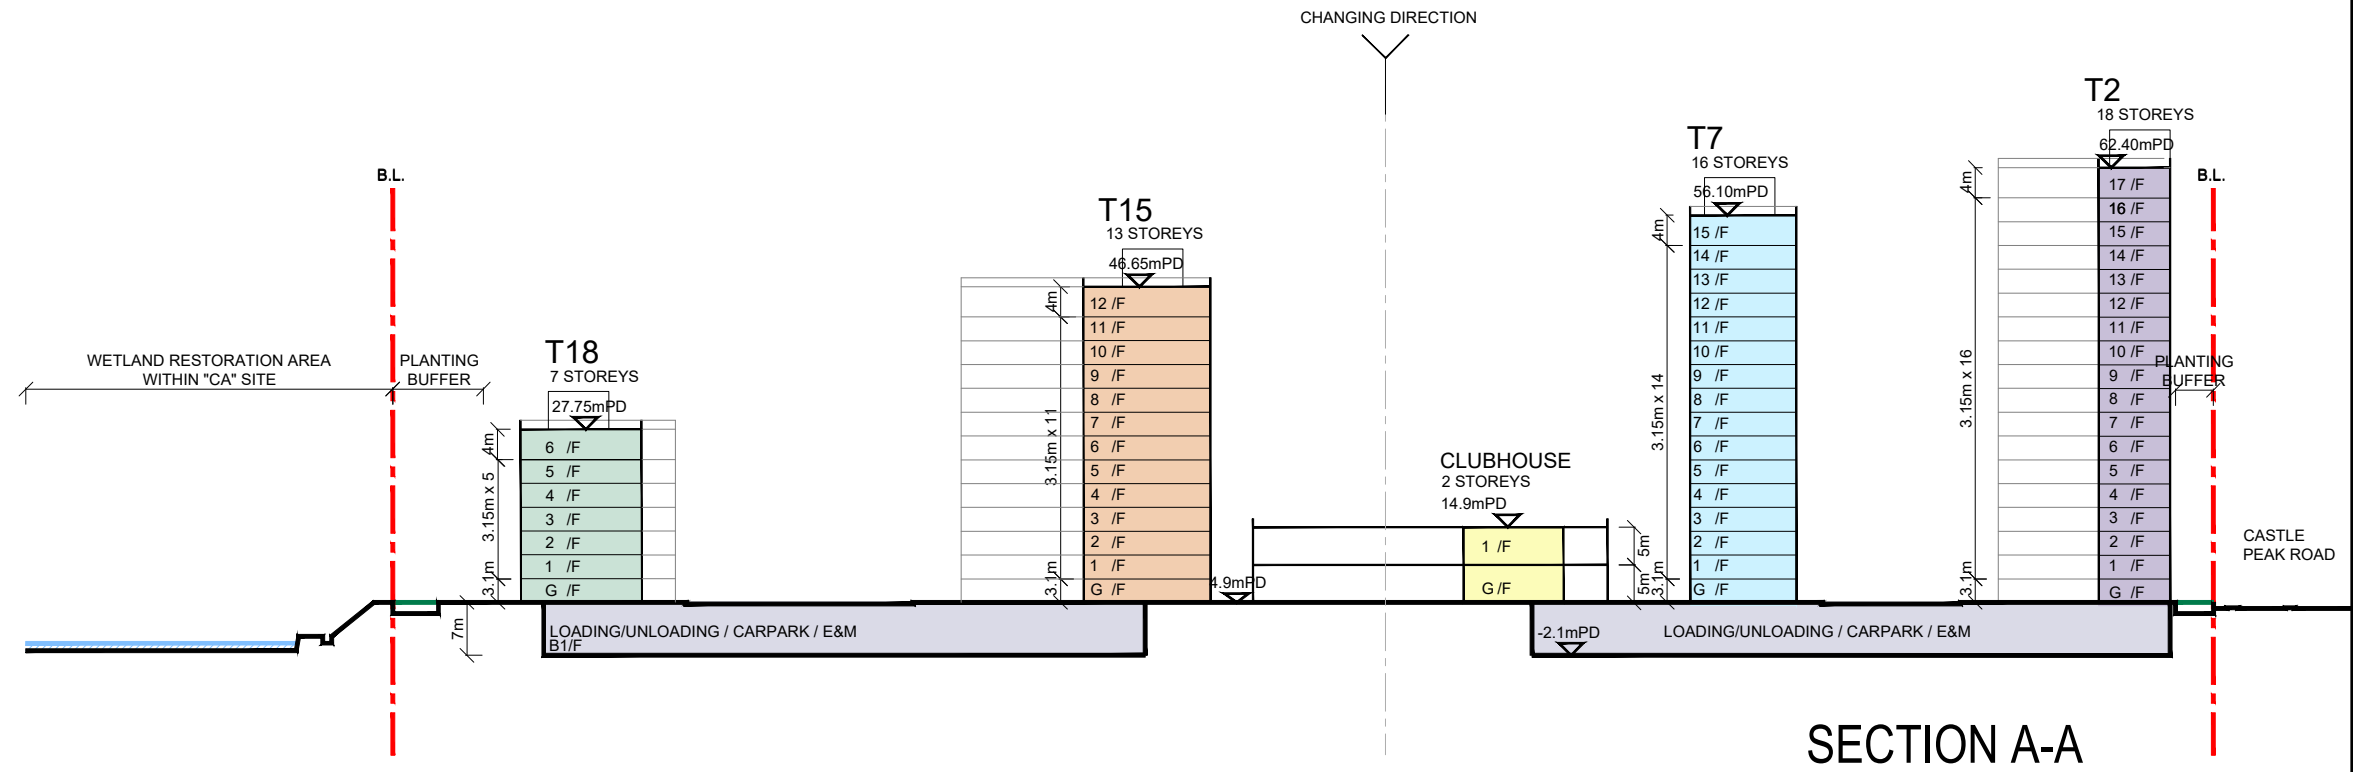 CHANGING DIRECTION
T2
18 STOREYS
62.40mPD
T7
16 STOREYS
56.10mPD
B.L.
B.L.
T15
13 STOREYS
46.65mPD
T18
7 STOREYS
27.75mPD
WETLAND RESTORATION AREA
WITHIN "CA" SITE
PLANTING
BUFFER
4m
3.15m x 5
3.1m
6 /F
5 /F
4 /F
3 /F
2 /F
1 /F
G /F
4m
3.15m x 11
3.1m
12 /F
11 /F
10 /F
9 /F
8 /F
7 /F
6 /F
5 /F
4 /F
3 /F
2 /F
1 /F
G /F
4.9mPD
CLUBHOUSE
2 STOREYS
14.9mPD
1 /F
G /F
5m
5m
4m
3.15m x 14
3.1m
15 /F
14 /F
13 /F
12 /F
11 /F
10 /F
9 /F
8 /F
7 /F
6 /F
5 /F
4 /F
3 /F
2 /F
1 /F
G /F
4m
3.15m x 16
3.1m
17 /F
16 /F
15 /F
14 /F
13 /F
12 /F
11 /F
10 /F
9 /F
8 /F
7 /F
6 /F
5 /F
4 /F
3 /F
2 /F
1 /F
G /F
PLANTING
BUFFER
CASTLE
PEAK ROAD
7m
LOADING/UNLOADING / CARPARK / E&M
B1/F
-2.1mPD
LOADING/UNLOADING / CARPARK / E&M
SECTION A-A